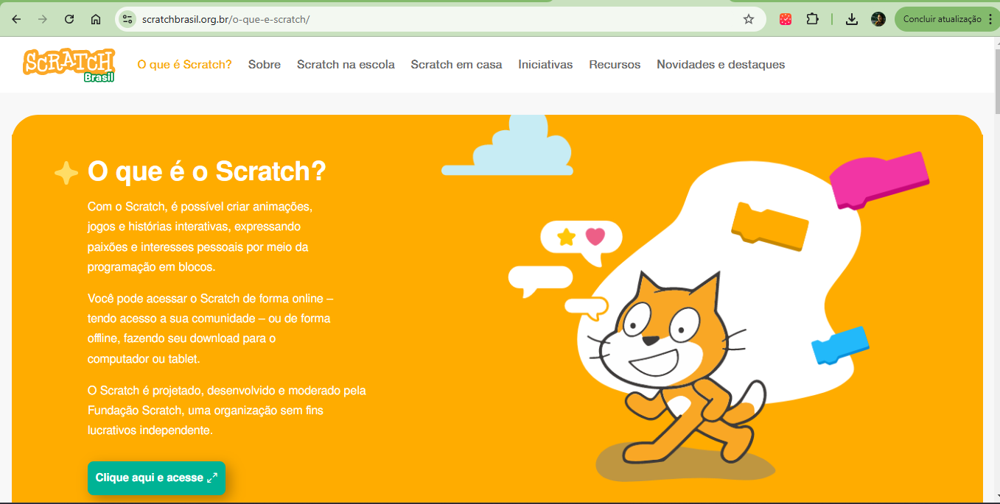 scratchbrasil.org.br/o-que-e-scratch/
Concluir atualização
SCRATCH
Brasil
O que é Scratch? Sobre Scratch na escola Scratch em casa Iniciativas Recursos Novidades e destaques
O que é o Scratch?
Com o Scratch, é possível criar animações,
jogos e histórias interativas, expressando
paixões e interesses pessoais por meio da
programação em blocos.
Você pode acessar o Scratch de forma online –
tendo acesso a sua comunidade – ou de forma
offline, fazendo seu download para o
computador ou tablet.
O Scratch é projetado, desenvolvido e moderado pela
Fundação Scratch, uma organização sem fins
lucrativos independente.
Clique aqui e acesse